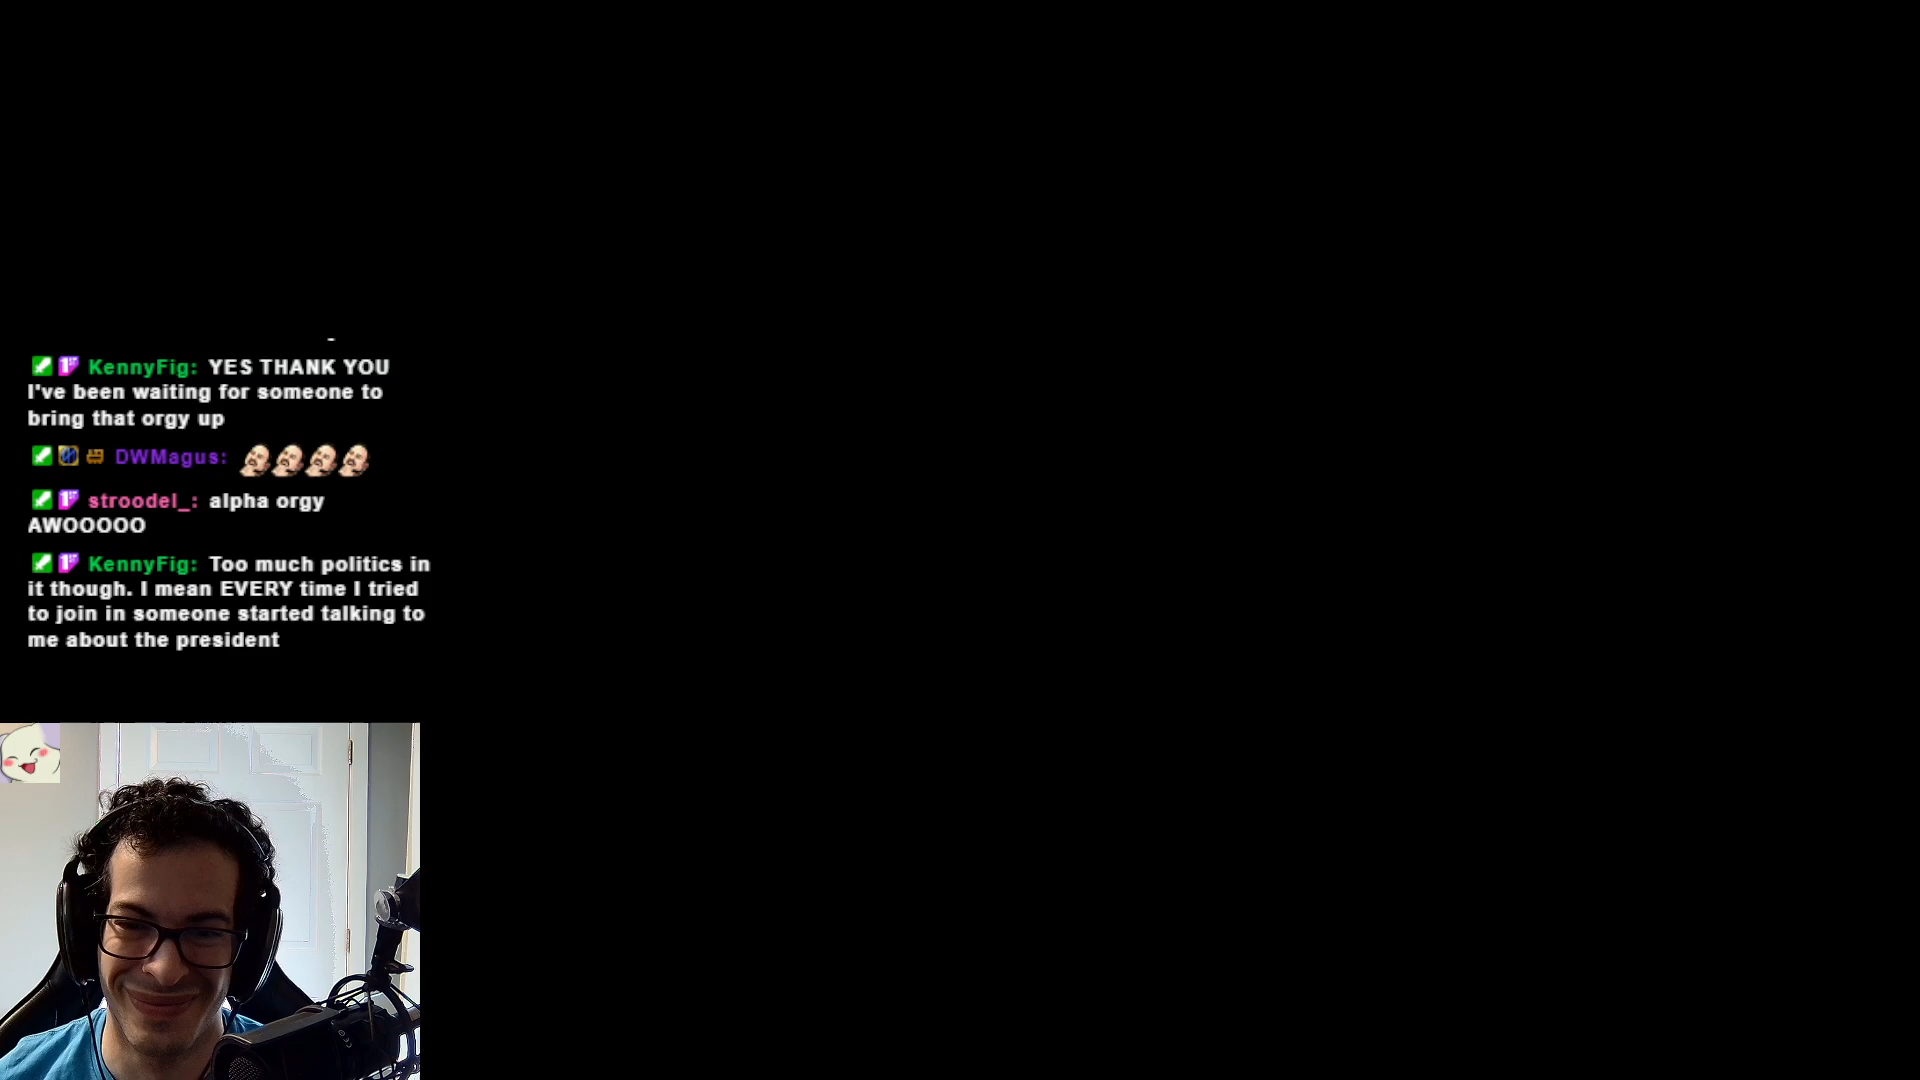 KennyFig: YES THANK YOU
I've been waiting for someone to
bring that orgy up
DWMagus:
stroodel_: alpha orgy
AWOOOOO
KennyFig: Too much politics in
it though. I mean EVERY time I tried
to join in someone started talking to
me about the president